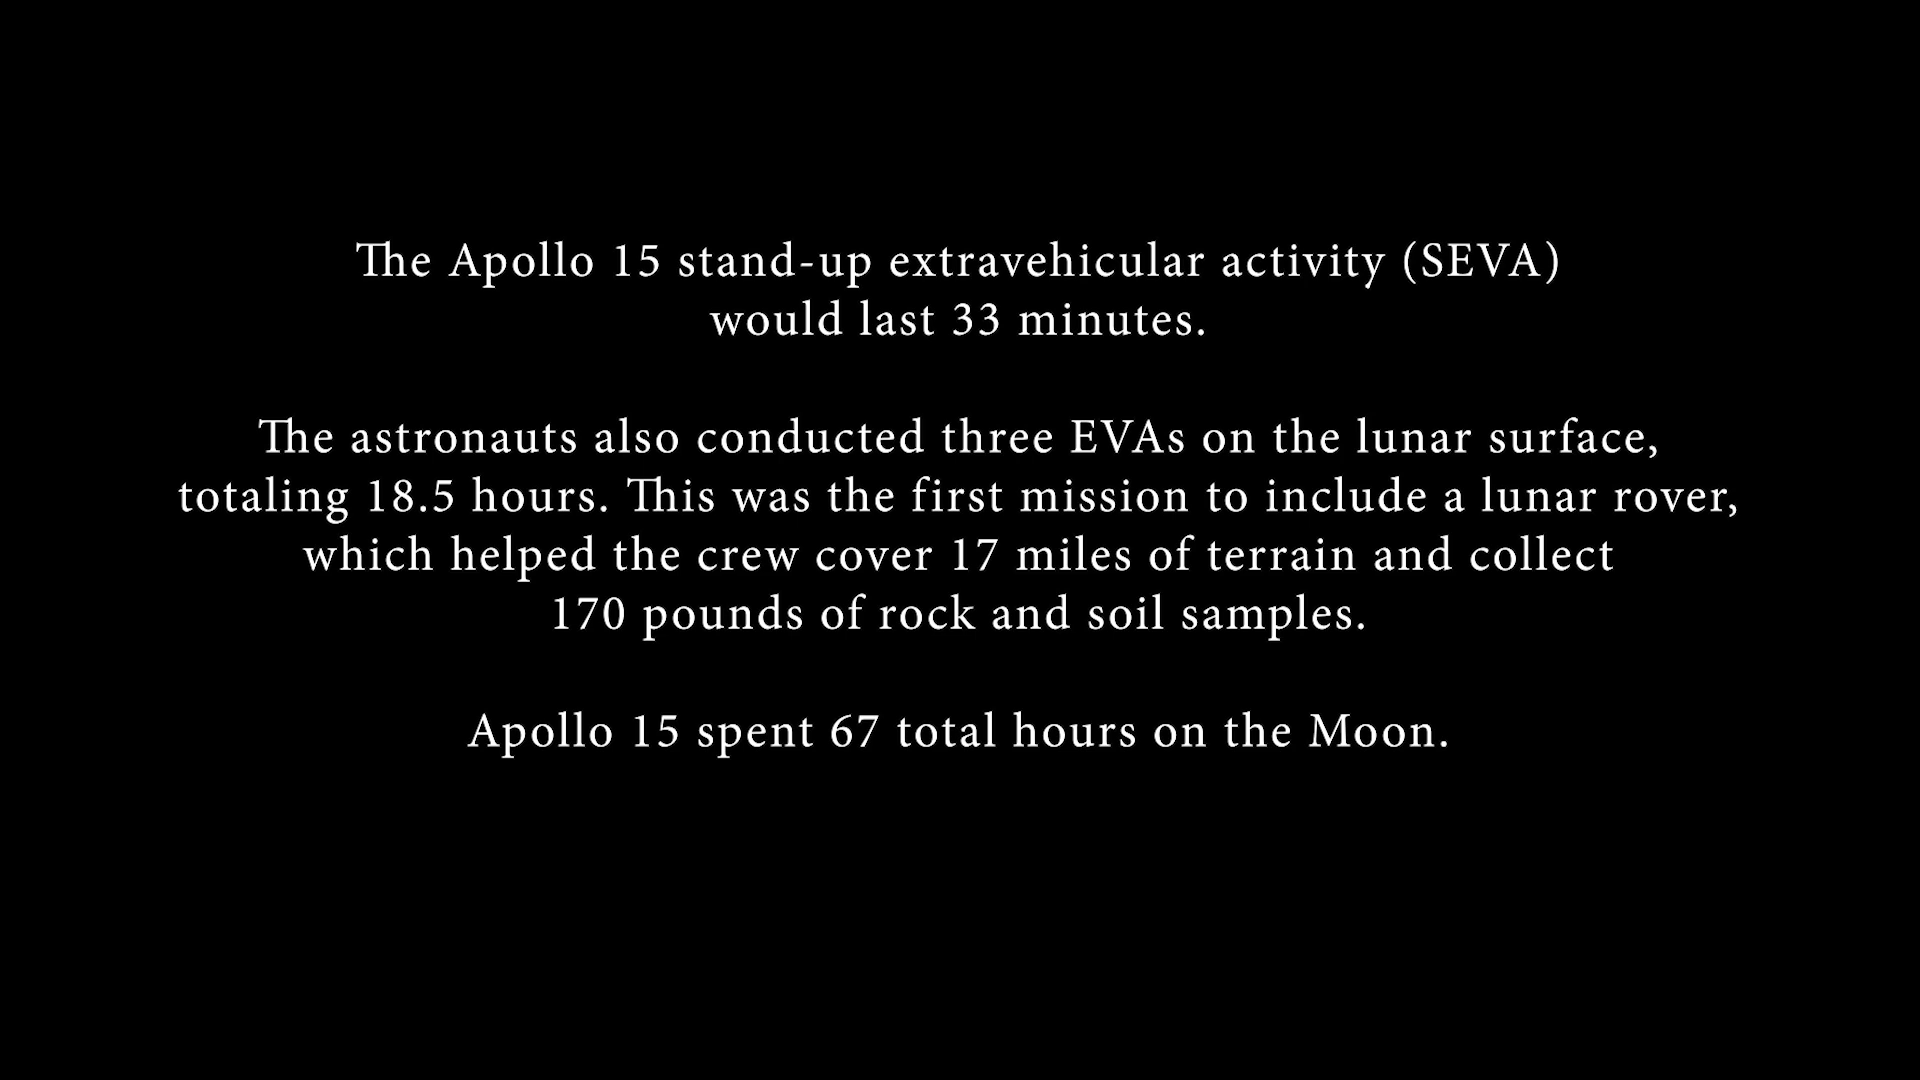 The Apollo 15 stand-up extravehicular activity (SEVA)
would last 33 minutes.
The astronauts also conducted three EVAs on the lunar surface,
totaling 18.5 hours. This was the first mission to include a lunar rover,
which helped the crew cover 17 miles of terrain and collect
170 pounds of rock and soil samples.
Apollo 15 spent 67 total hours on the Moon.